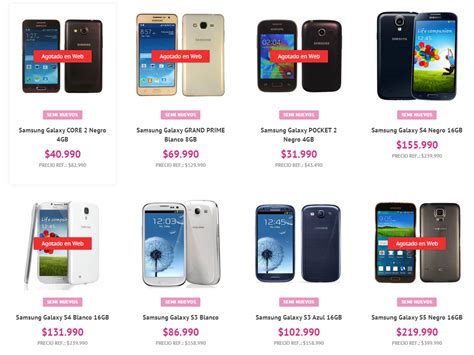 Agotado en Web
Agotado en Web
Agotado en Web
SEMI NUEVOS
SEMI NUEVOS
SEMI NUEVOS
SEMI NUEVOS
Samsung Galaxy CORE 2 Negro
4GB
$40.990
PRECIO REF.: $82.990
Samsung Galaxy GRAND PRIME
Blanco 8GB
$69.990
PRECIO REF.: $129.990
Samsung Galaxy POCKET 2
Negro 4GB
$31.990
PRECIO REF.: $43.490
Samsung Galaxy S4 Negro 16GB
$155.990
PRECIO REF.: $239.990
Agotado en Web
Agotado en Web
SEMI NUEVOS
SEMI NUEVOS
SEMI NUEVOS
SEMI NUEVOS
Samsung Galaxy S4 Blanco 16GB
$131.990
PRECIO REF.: $239.990
Samsung Galaxy S3 Blanco
$86.990
PRECIO REF.: $158.990
Samsung Galaxy S3 Azul 16GB
$102.990
PRECIO REF.: $158.990
Samsung Galaxy S5 Negro 16GB
$219.990
PRECIO REF.: $399.990